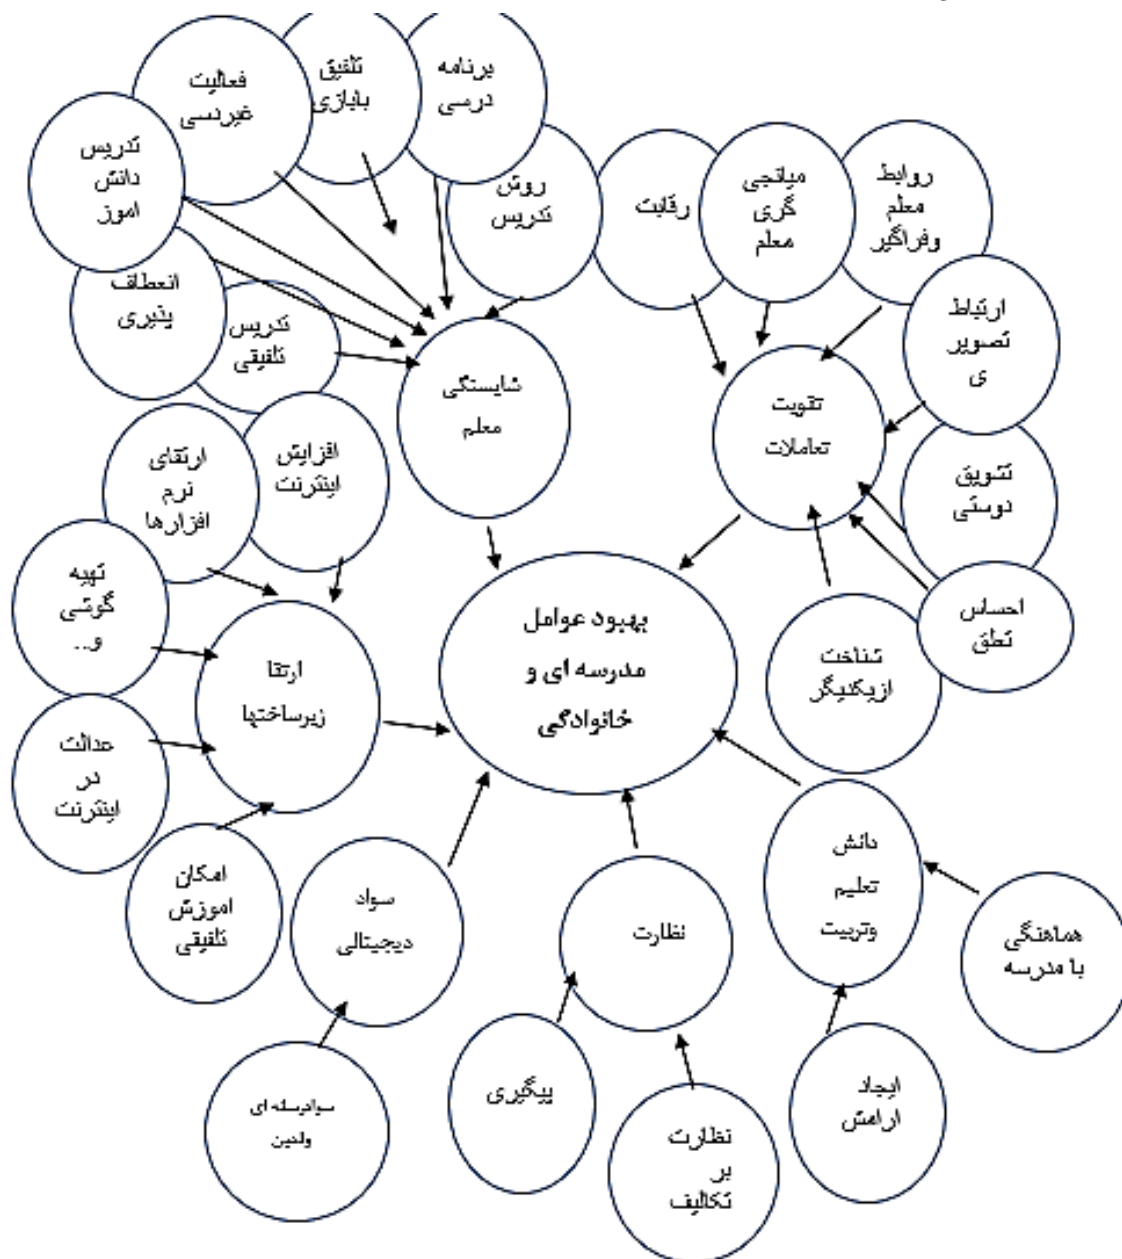 برنامه
درسی
تلفیق
بابازی
فعالیت
غیردسی
تدریس
دانش
اموز
انعطاف
پذیری
تدریس
تلفیقی
روش
تدریس
رقابت
میانجی
گری
معلم
روابط
معلم
وفراگیر
ارتباط
تصویر
ی
تشویق
دوستی
احساس
تعلق
شناخت
ازیکدیگر
شایستگی
معلم
تقویت
تعاملات
افزایش
اینترنت
ارتقای
نرم
افزارها
تهیه
گوشی
و...
عدالت
در
اینترنت
امکان
اموزش
تلفیقی
ارتقا
زیرساختها
بهبود عوامل
مدرسه ای و
خانوادگی
سواد
دیجیتالی
سوادرسانه ای
ولدین
نظارت
پیگیری
نظارت
بر
تکالیف
دانش
تعلیم
وتربیت
هماهنگی
با مدرسه
ایجاد
ارامش